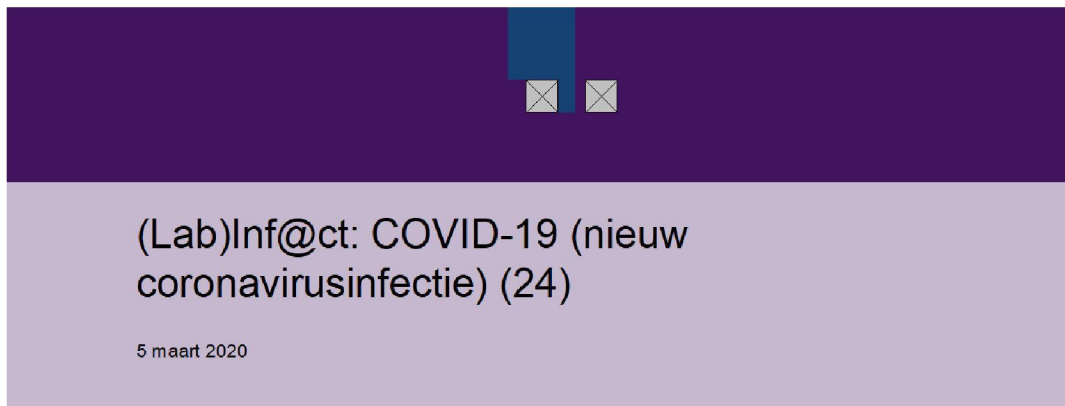 (Lab)Inf@ct: COVID-19 (nieuw
coronavirusinfectie) (24)
5 maart 2020